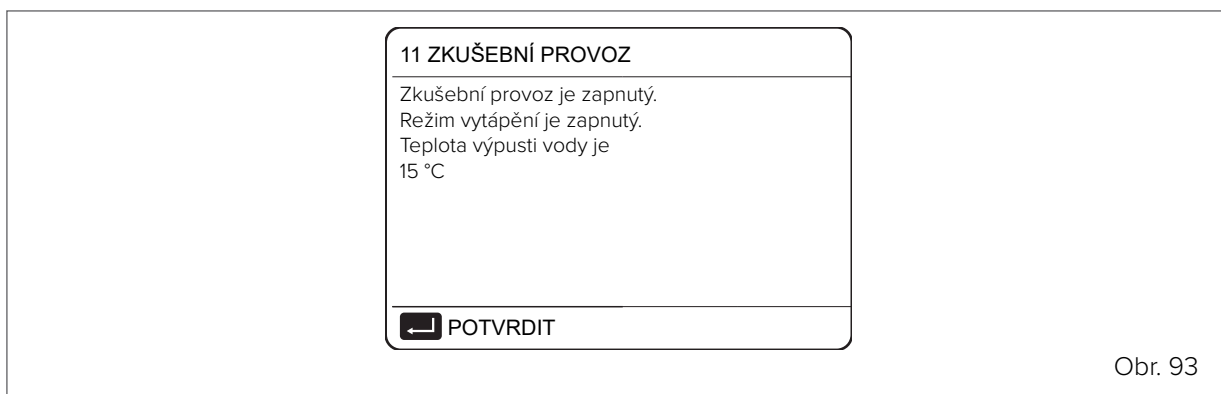 11 ZKUŠEBNÍ PROVOZ
Zkušební provoz je zapnutý.
Režim vytápění je zapnutý.
Teplota výpusti vody je
15 °C
POTVRDIT
Obr. 93